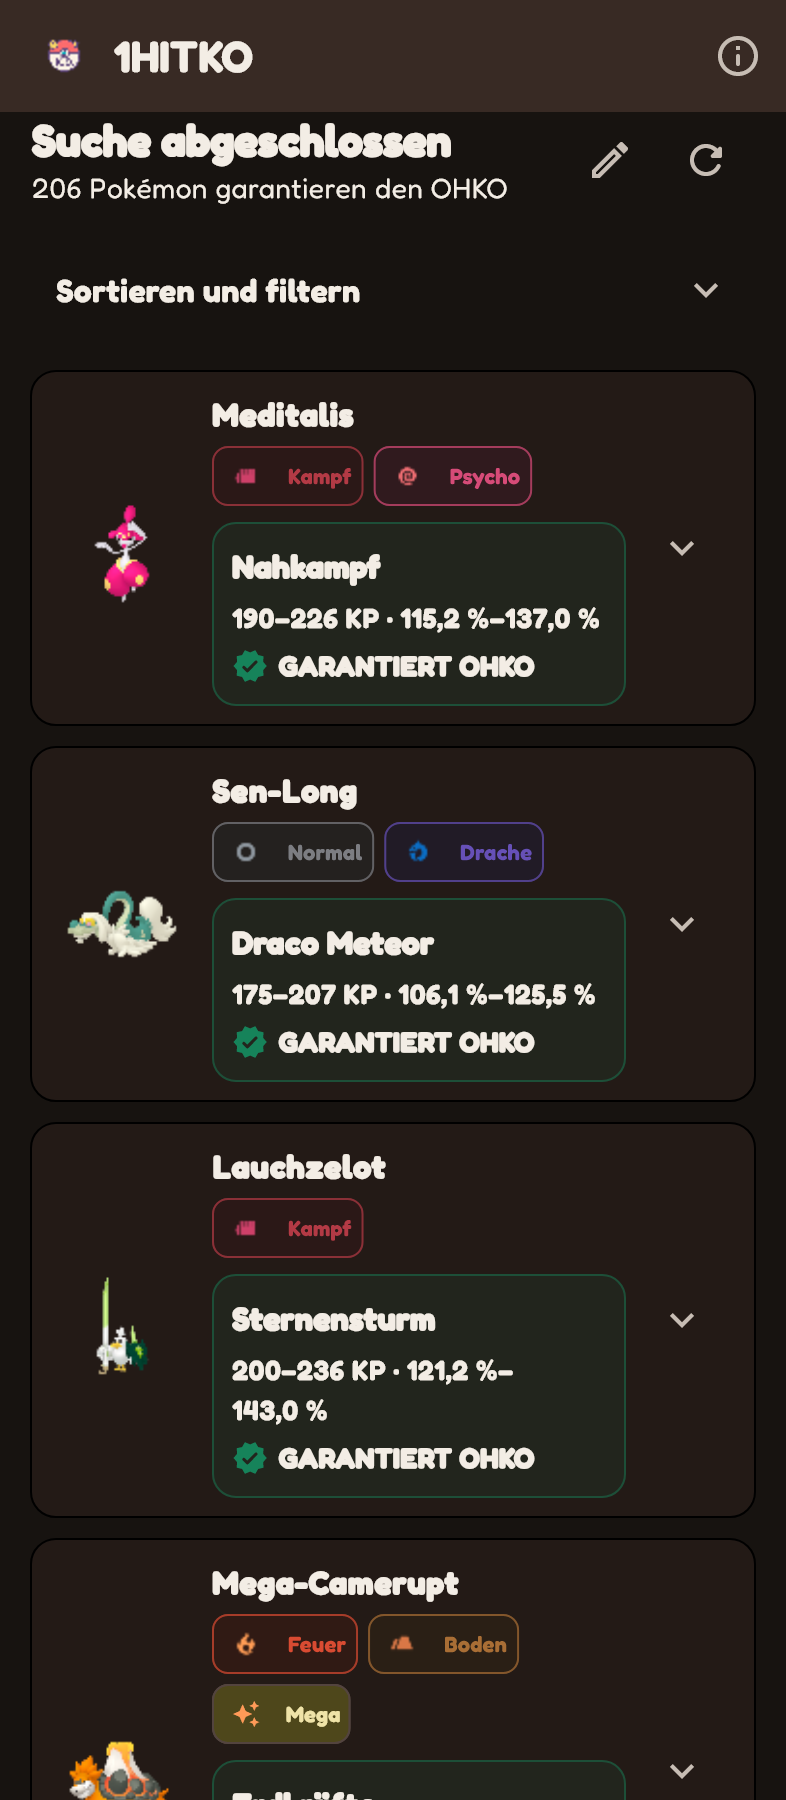 1HITKO
Suche abgeschlossen
206 Pokémon garantieren den OHKO
Sortieren und filtern
Meditalis
Kampf
Psycho
Nahkampf
190–226 KP · 115,2 %–137,0 %
GARANTIERT OHKO
Sen-Long
Normal
Drache
Draco Meteor
175–207 KP · 106,1 %–125,5 %
GARANTIERT OHKO
Lauchzelot
Kampf
Sternensturm
200–236 KP · 121,2 %–
143,0 %
GARANTIERT OHKO
Mega-Camerupt
Feuer
Boden
Mega